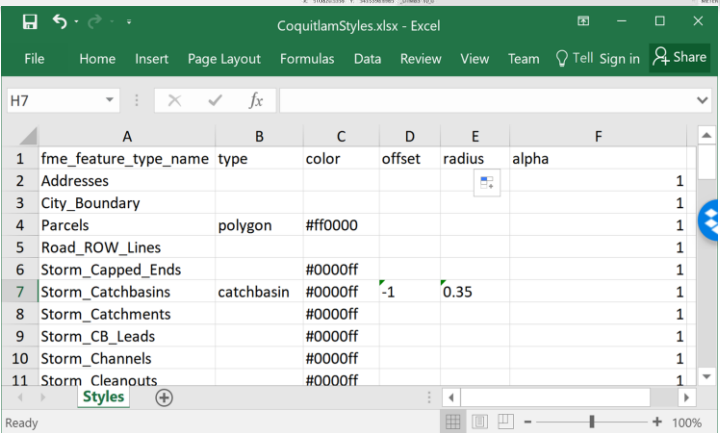 CoquitlamStyles.xlsx - Excel
File Home Insert Page Layout Formulas Data Review View Team Tell Sign in Share
H7 fx
A B C D E F
1 fme_feature_type_name type color offset radius alpha
2 Addresses 1
3 City_Boundary 1
4 Parcels polygon #ff0000 1
5 Road_ROW_Lines 1
6 Storm_Capped_Ends #0000ff 1
7 Storm_Catchbasins catchbasin #0000ff -1 0.35 1
8 Storm_Catchments #0000ff 1
9 Storm_CB_Leads #0000ff 1
10 Storm_Channels #0000ff 1
11 Storm_Cleanouts #0000ff 1
Styles
Ready 100%